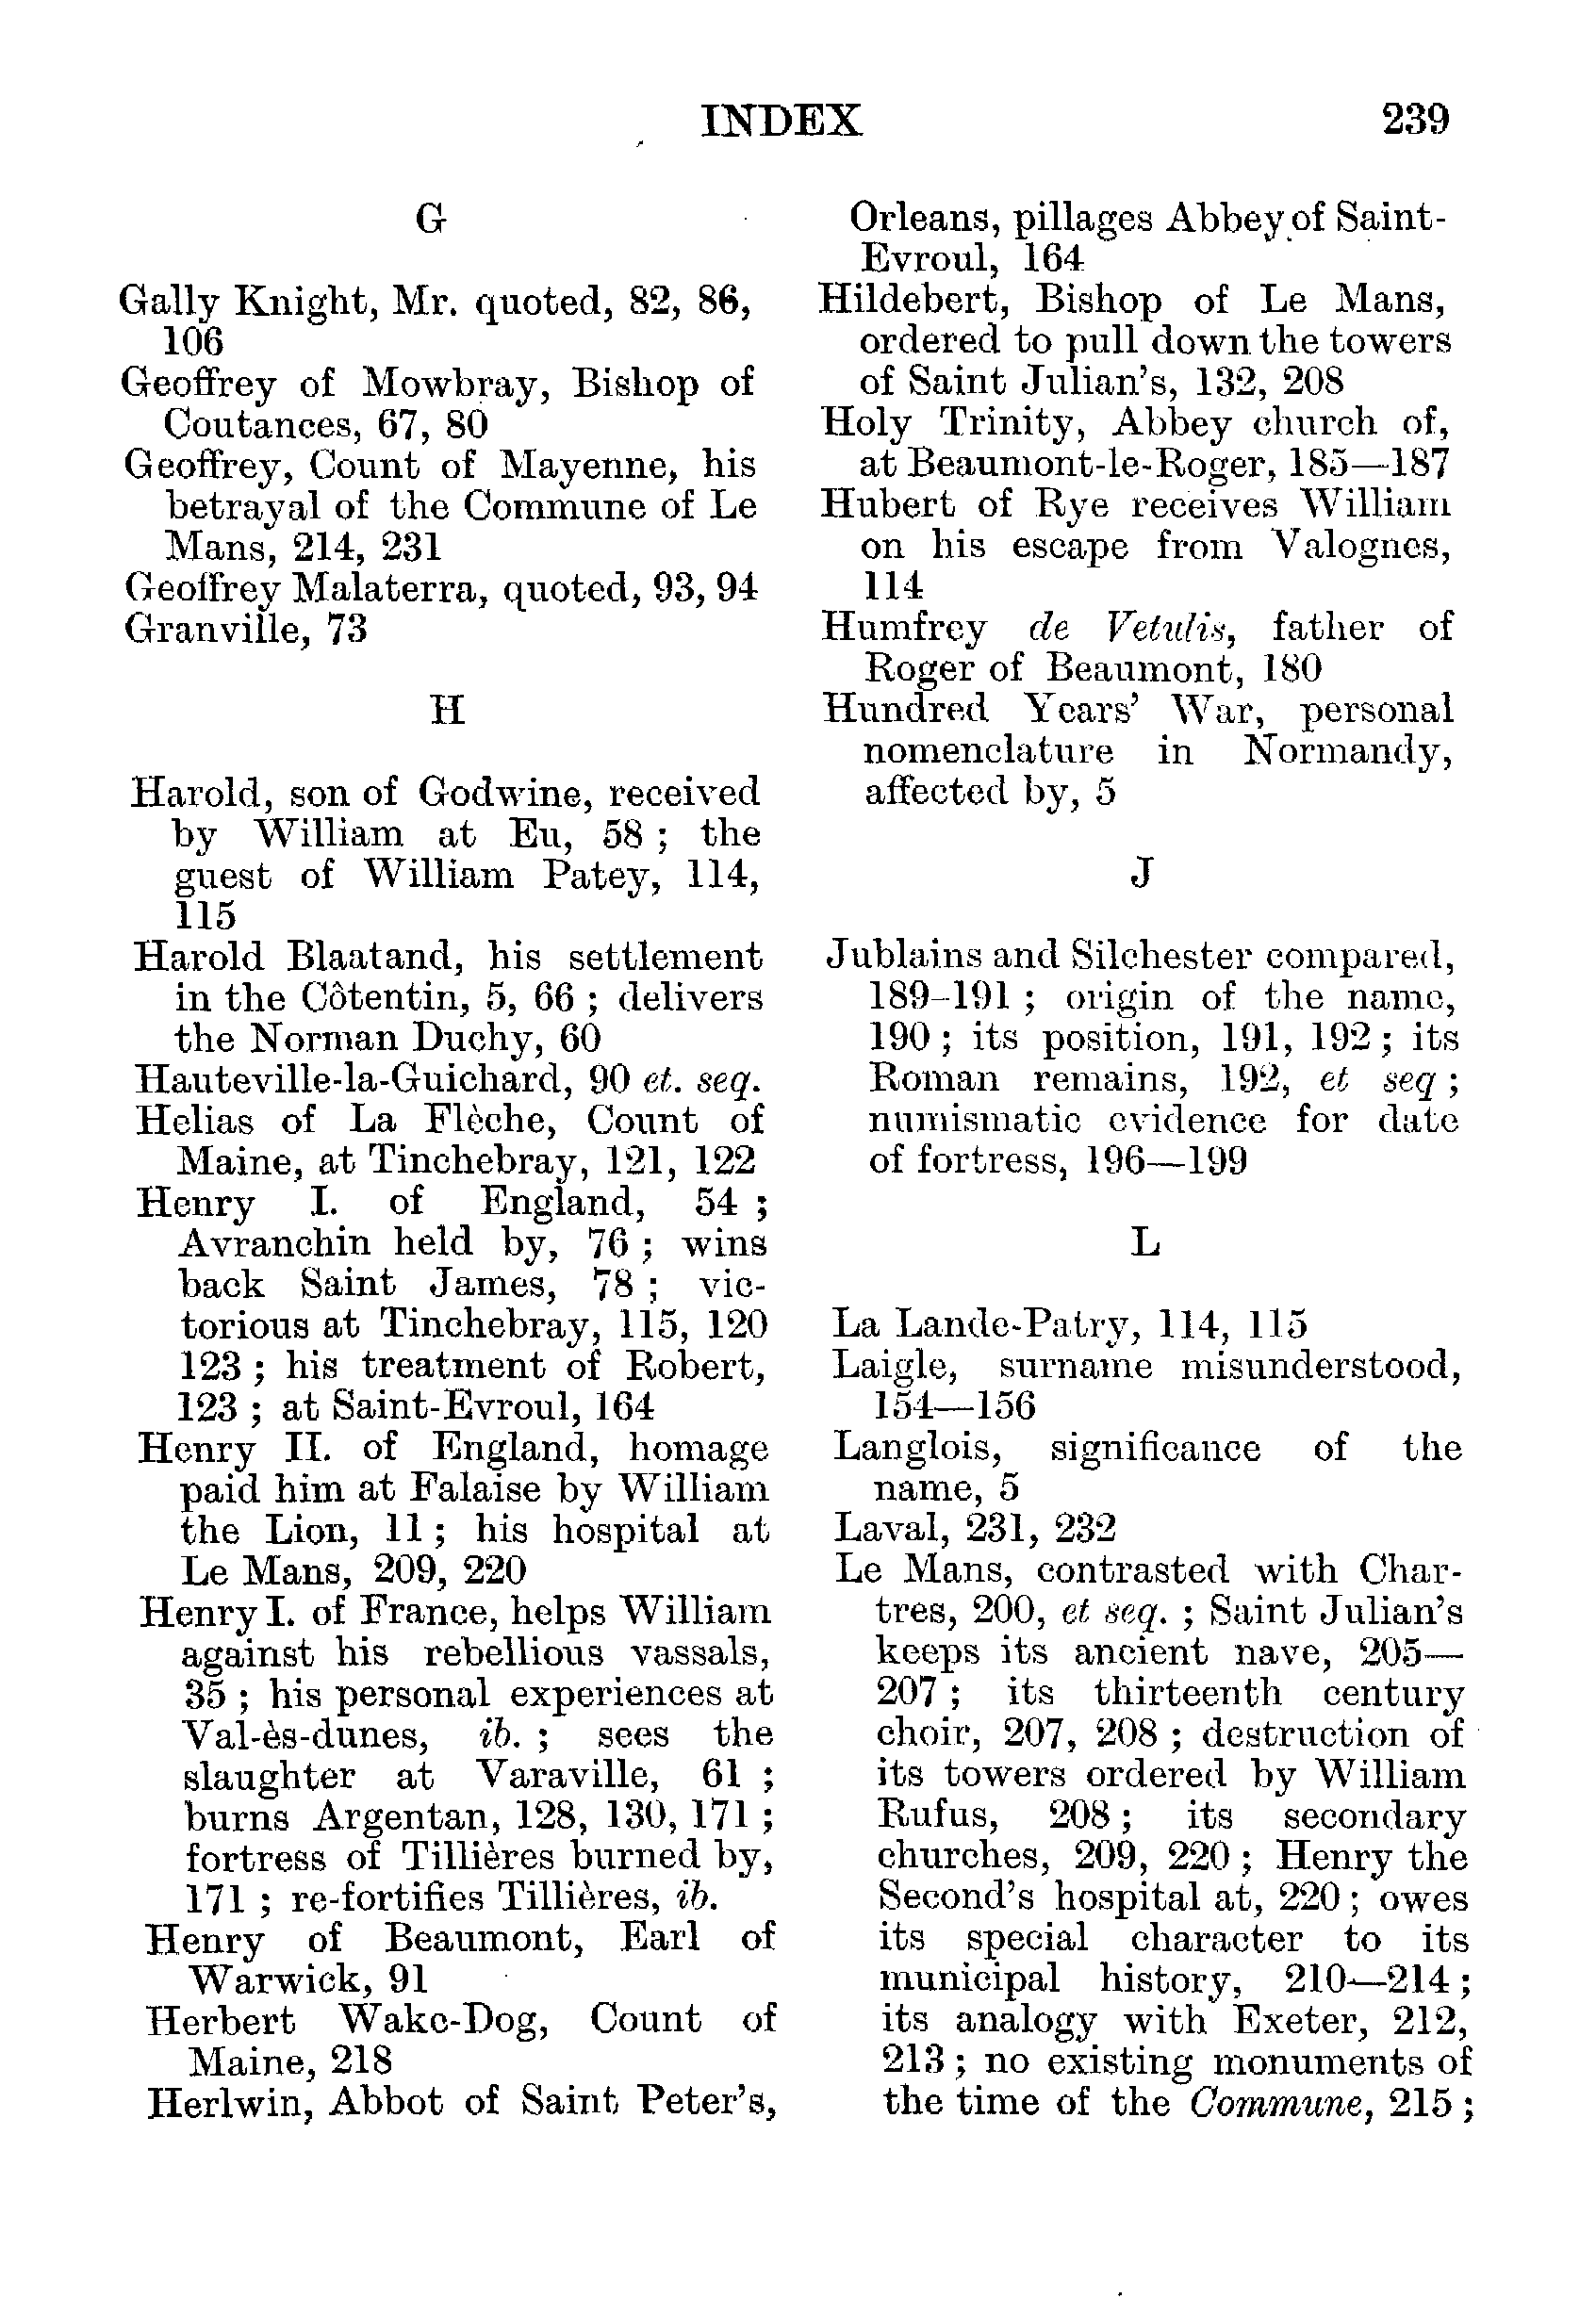 INDEX 239
G
Gally Knight, Mr. quoted, 82, 86,
106
Geoffrey of Mowbray, Bishop of
Coutances, 67, 80
Geoffrey, Count of Mayenne, his
betrayal of the Commune of Le
Mans, 214, 231
Geoffrey Malaterra, quoted, 93, 94
Granville, 73
H
Harold, son of Godwine, received
by William at Eu, 58 ; the
guest of William Patey, 114,
115
Harold Blaatand, his settlement
in the Côtentin, 5, 66 ; delivers
the Norman Duchy, 60
Hauteville-la-Guichard, 90 et. seq.
Helias of La Flèche, Count of
Maine, at Tinchebray, 121, 122
Henry I. of England, 54 ;
Avranchin held by, 76 ; wins
back Saint James, 78 ; vic-
torious at Tinchebray, 115, 120
123 ; his treatment of Robert,
123 ; at Saint-Evroul, 164
Henry II. of England, homage
paid him at Falaise by William
the Lion, 11 ; his hospital at
Le Mans, 209, 220
Henry I. of France, helps William
against his rebellious vassals,
35 ; his personal experiences at
Val-ès-dunes, ib. ; sees the
slaughter at Varaville, 61 ;
burns Argentan, 128, 130, 171 ;
fortress of Tillières burned by,
171 ; re-fortifies Tillières, ib.
Henry of Beaumont, Earl of
Warwick, 91
Herbert Wake-Dog, Count of
Maine, 218
Herlwin, Abbot of Saint Peter's,
Orleans, pillages Abbey of Saint-
Evroul, 164
Hildebert, Bishop of Le Mans,
ordered to pull down the towers
of Saint Julian's, 132, 208
Holy Trinity, Abbey church of,
at Beaumont-le-Roger, 185—187
Hubert of Rye receives William
on his escape from Valognes,
114
Humfrey de Vetulis, father of
Roger of Beaumont, 180
Hundred Years' War, personal
nomenclature in Normandy,
affected by, 5
J
Jublains and Silchester compared,
189-191 ; origin of the name,
190 ; its position, 191, 192 ; its
Roman remains, 192, et seq ;
numismatic evidence for date
of fortress, 196—199
L
La Lande-Patry, 114, 115
Laigle, surname misunderstood,
154—156
Langlois, significance of the
name, 5
Laval, 231, 232
Le Mans, contrasted with Char-
tres, 200, et seq. ; Saint Julian's
keeps its ancient nave, 205—
207 ; its thirteenth century
choir, 207, 208 ; destruction of
its towers ordered by William
Rufus, 208 ; its secondary
churches, 209, 220 ; Henry the
Second's hospital at, 220 ; owes
its special character to its
municipal history, 210—214 ;
its analogy with Exeter, 212,
213 ; no existing monuments of
the time of the Commune, 215 ;